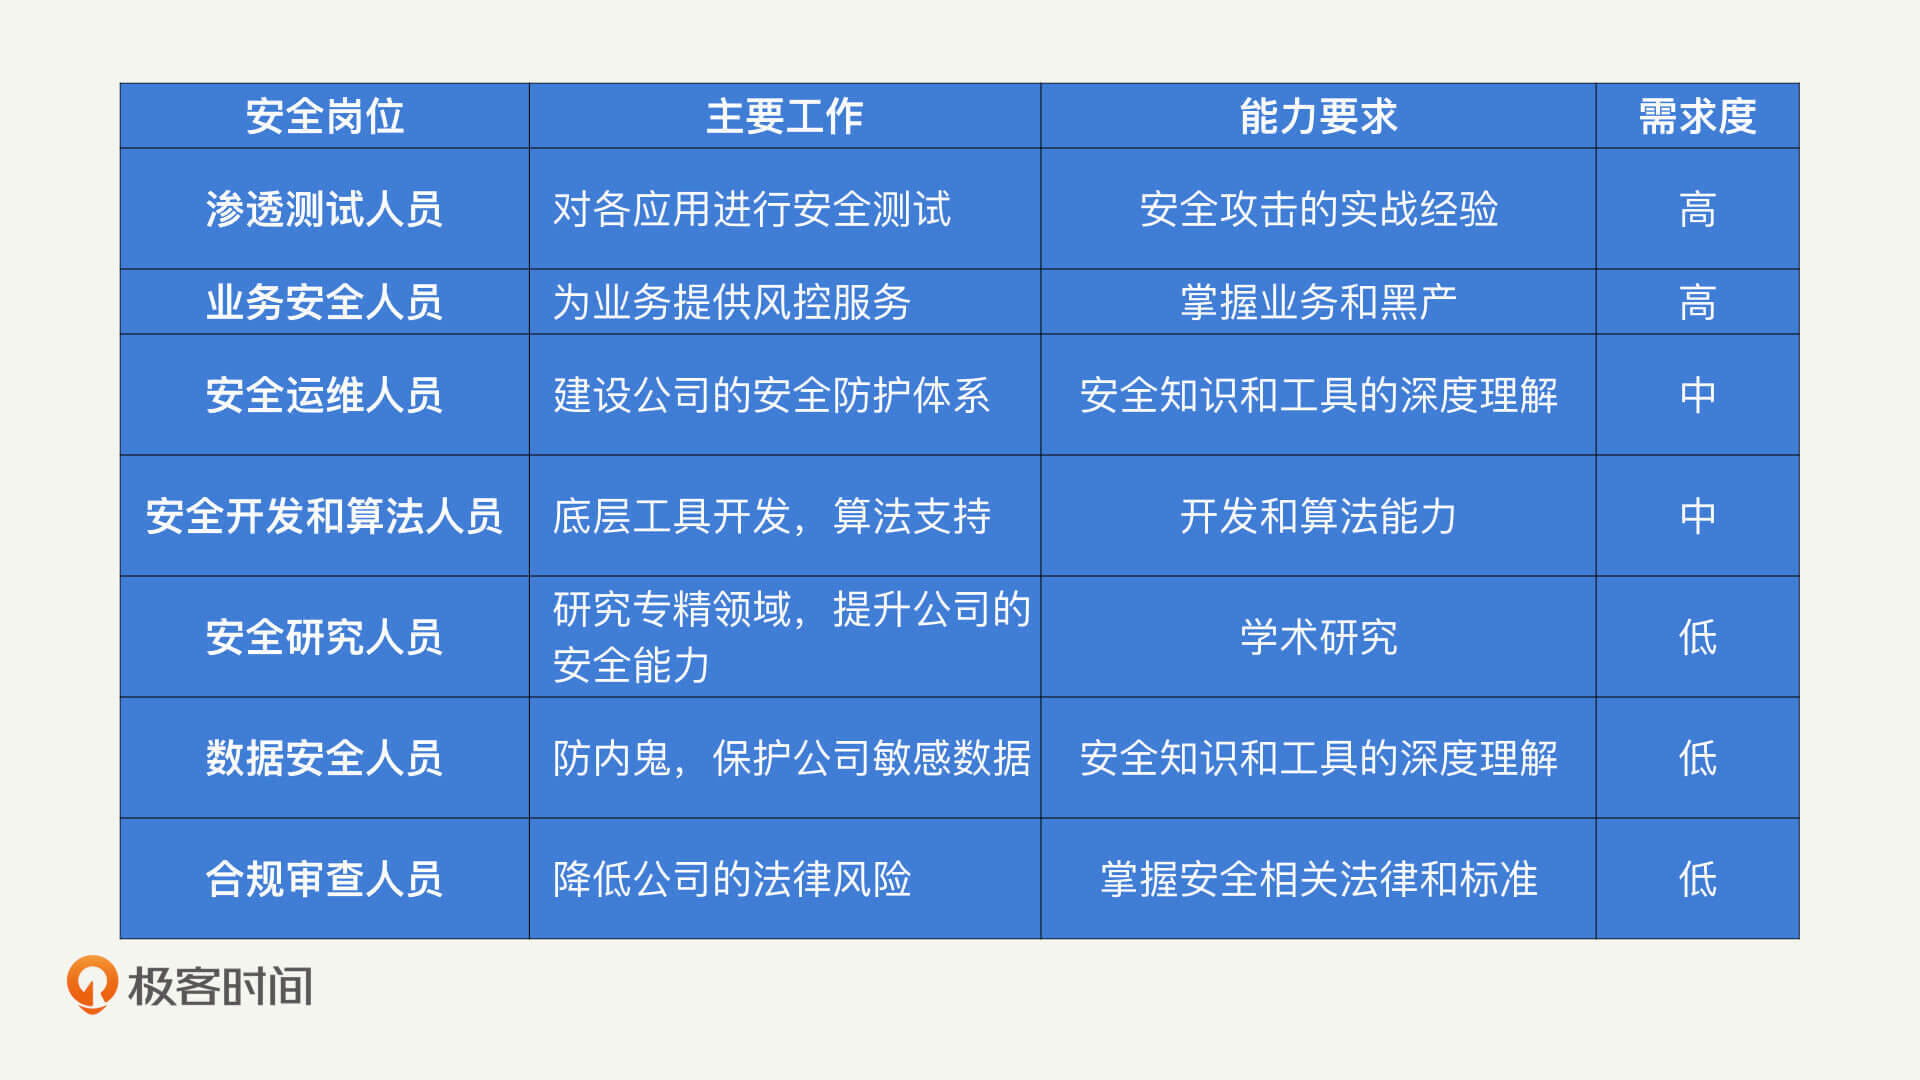 安全岗位 主要工作 能力要求 需求度
渗透测试人员 对各应用进行安全测试 安全攻击的实战经验 高
业务安全人员 为业务提供风控服务 掌握业务和黑产 高
安全运维人员 建设公司的安全防护体系 安全知识和工具的深度理解 中
安全开发和算法人员 底层工具开发，算法支持 开发和算法能力 中
安全研究人员 研究专精领域，提升公司的
安全能力 学术研究 低
数据安全人员 防内鬼，保护公司敏感数据 安全知识和工具的深度理解 低
合规审查人员 降低公司的法律风险 掌握安全相关法律和标准 低
极客时间